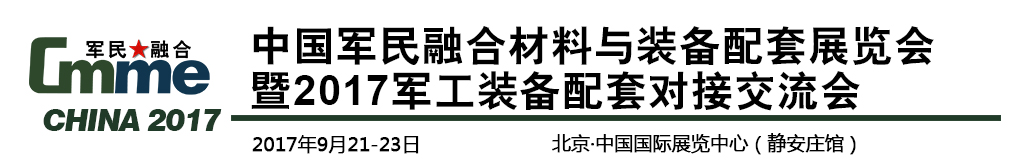 军民★融合
Cmme
CHINA 2017
中国军民融合材料与装备配套展览会
暨2017军工装备配套对接交流会
2017年9月21-23日
北京·中国国际展览中心（静安庄馆）